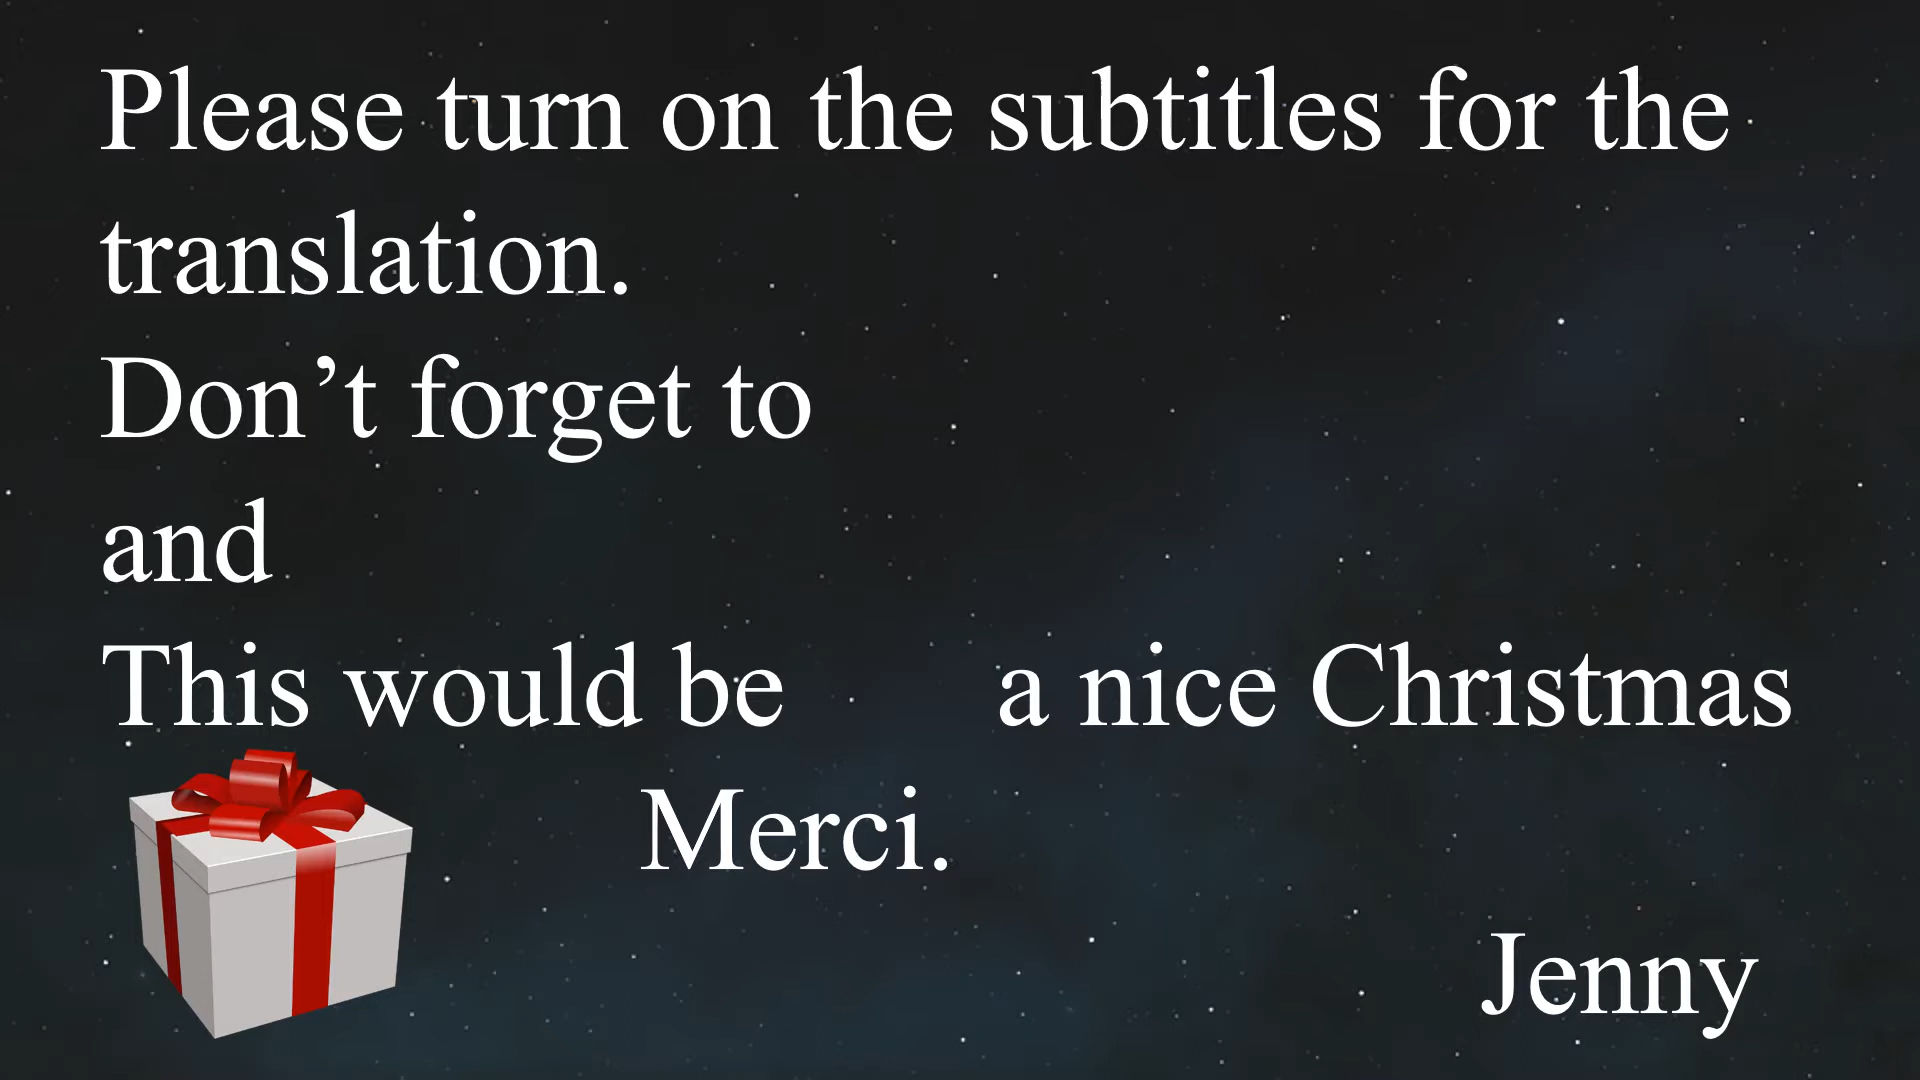 Please turn on the subtitles for the
translation.
Don’t forget to
and
This would be a nice Christmas
Merci.
Jenny